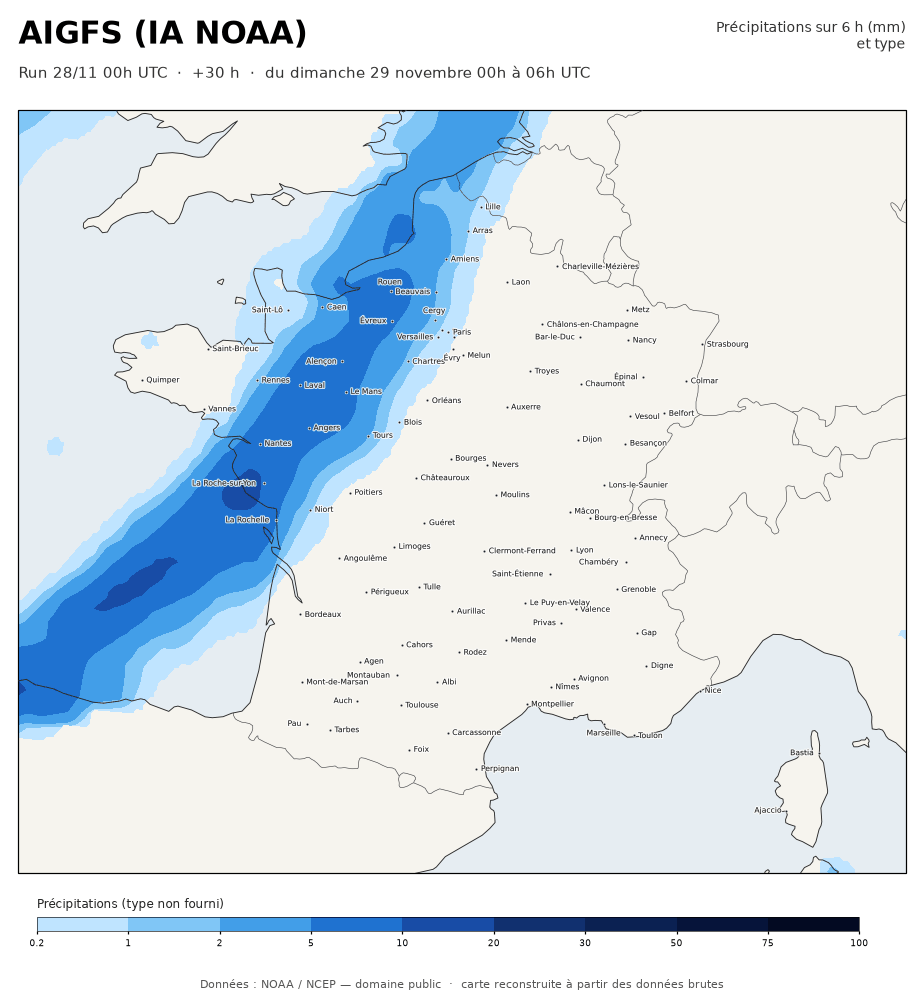 AIGFS (IA NOAA)
Précipitations sur 6 h (mm)
et type
Run 28/11 00h UTC · +30 h · du dimanche 29 novembre 00h à 06h UTC
Lille
Arras
Amiens
Charleville-Mézières
Rouen
Beauvais
Laon
Saint-Lô
Caen
Cergy
Metz
Évreux
Châlons-en-Champagne
Versailles
Paris
Bar-le-Duc
Nancy
Strasbourg
Saint-Brieuc
Alençon
Chartres
Évry
Melun
Quimper
Rennes
Laval
Le Mans
Troyes
Chaumont
Épinal
Colmar
Vannes
Orléans
Auxerre
Vesoul
Belfort
Angers
Blois
Nantes
Tours
Dijon
Besançon
Bourges
Nevers
La Roche-sur-Yon
Châteauroux
Lons-le-Saunier
Poitiers
Moulins
La Rochelle
Niort
Guéret
Mâcon
Bourg-en-Bresse
Annecy
Angoulême
Limoges
Clermont-Ferrand
Lyon
Chambéry
Saint-Étienne
Périgueux
Tulle
Grenoble
Bordeaux
Aurillac
Le Puy-en-Velay
Valence
Privas
Cahors
Rodez
Mende
Gap
Agen
Montauban
Digne
Mont-de-Marsan
Albi
Nîmes
Avignon
Nice
Auch
Toulouse
Montpellier
Pau
Tarbes
Carcassonne
Marseille
Toulon
Foix
Bastia
Perpignan
Ajaccio
Précipitations (type non fourni)
0.2 1 2 5 10 20 30 50 75 100
Données : NOAA / NCEP — domaine public · carte reconstruite à partir des données brutes